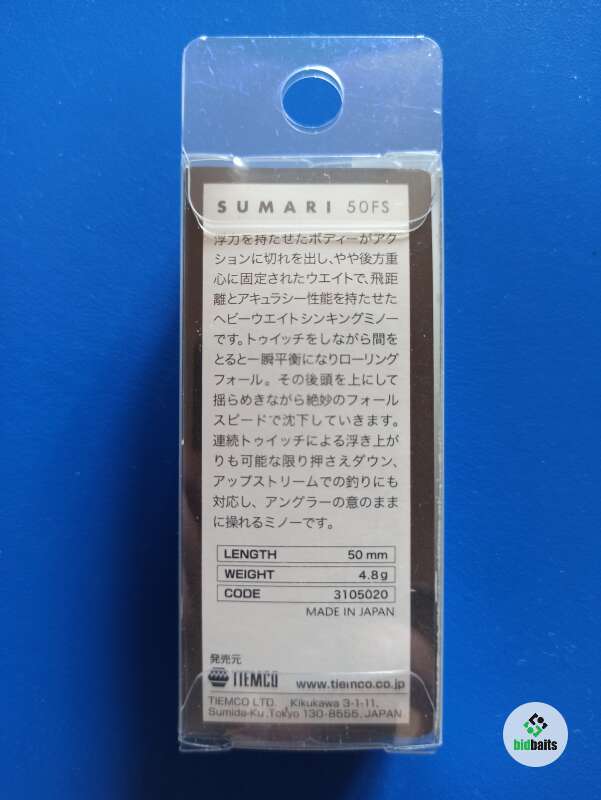 SUMARI 50FS
浮力を持たせたボディーがアク
ションに切れを出し、やや後方重
心に固定されたウエイトで、飛距
離とアキュラシー性能を持たせた
ヘビーウエイトシンキングミノー
です。トゥイッチをしながら間を
とると一瞬平衡になりローリング
フォール。その後頭を上にして
揺らめきながら絶妙のフォール
スピードで沈下していきます。
連続トゥイッチによる浮き上が
りも可能な限り押さえダウン、
アップストリームでの釣りにも
対応し、アングラーの意のまま
に操れるミノーです。
LENGTH 50 mm
WEIGHT 4.8g
CODE 3105020
MADE IN JAPAN
発売元
TIEMCO www.tiemco.co.jp
TIEMCO LTD. Kikukawa 3-1-11,
Sumida-Ku,Tokyo 130-8555, JAPAN
bidbaits